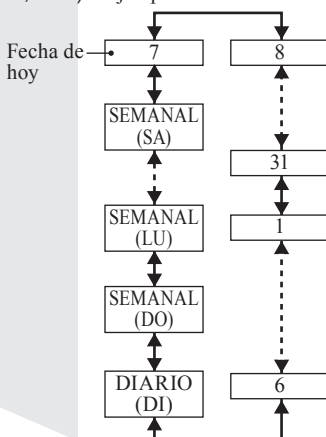 Fecha de
hoy
7
8
SEMANAL
(SA)
31
SEMANAL
(LU)
1
SEMANAL
(DO)
DIARIO
(DI)
6